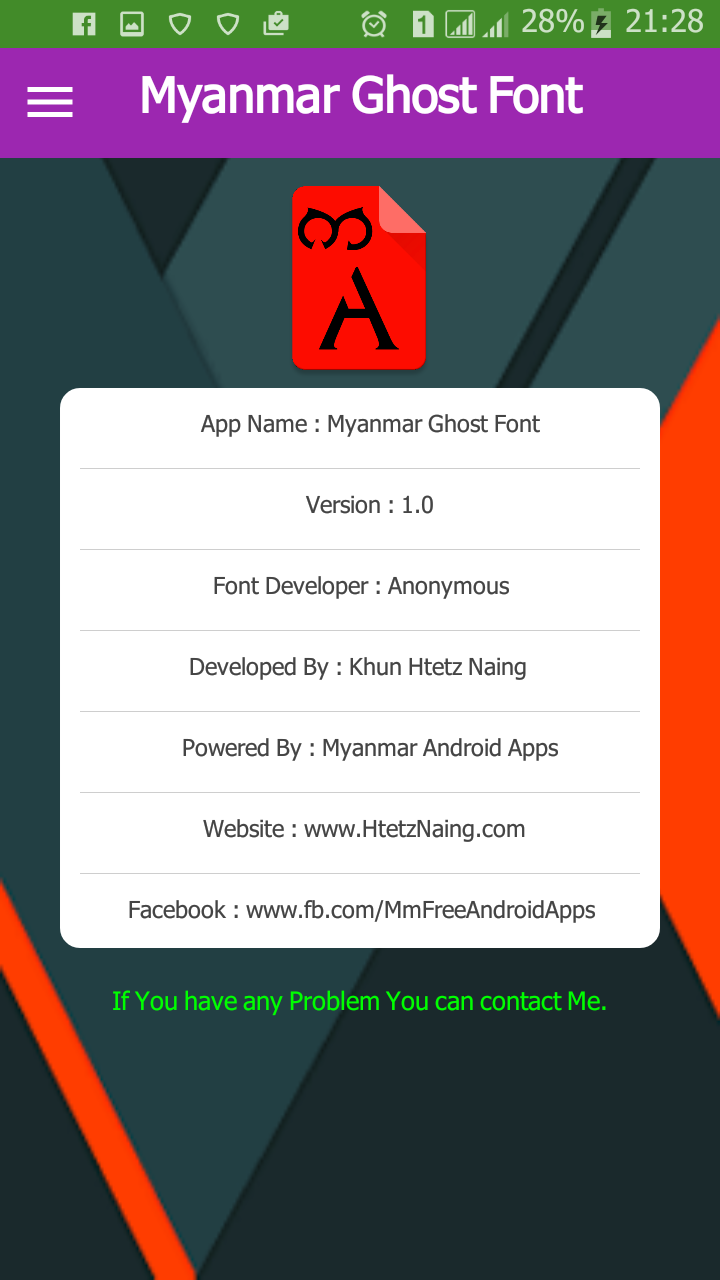 28% 21:28
Myanmar Ghost Font
A
App Name : Myanmar Ghost Font
Version : 1.0
Font Developer : Anonymous
Developed By : Khun Htetz Naing
Powered By : Myanmar Android Apps
Website : www.HtetzNaing.com
Facebook : www.fb.com/MmFreeAndroidApps
If You have any Problem You can contact Me.